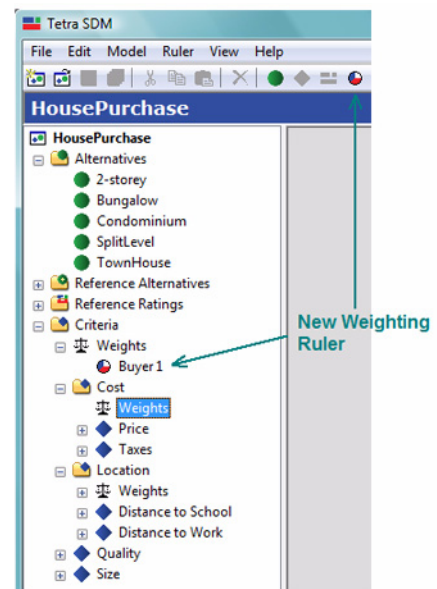 Tetra SDM
File Edit Model Ruler View Help
HousePurchase
HousePurchase
Alternatives
2-storey
Bungalow
Condominium
SplitLevel
TownHouse
Reference Alternatives
Reference Ratings
Criteria
New Weighting
Ruler
Weights
Buyer1
Cost
Weights
Price
Taxes
Location
Weights
Distance to School
Distance to Work
Quality
Size